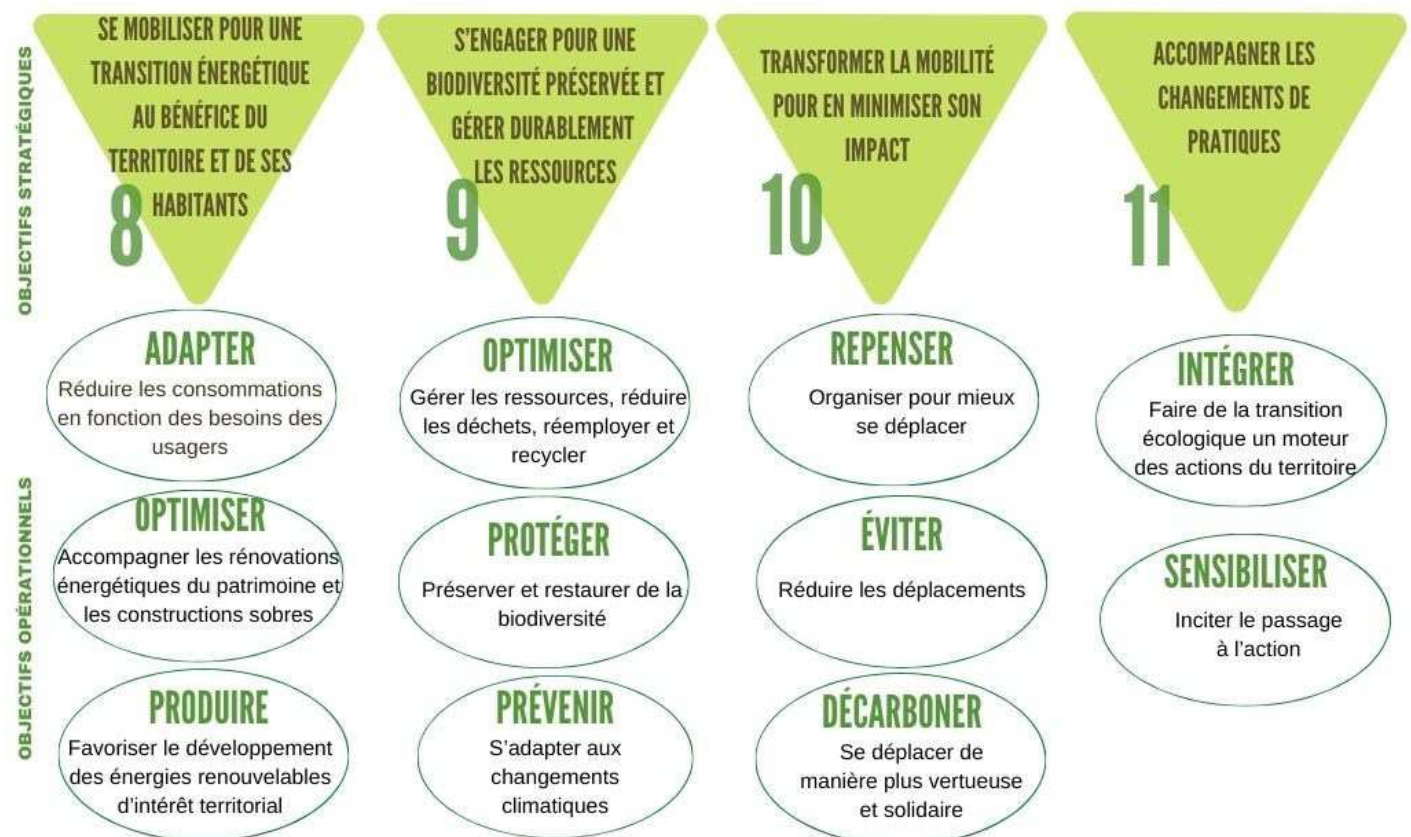 OBJECTIFS STRATÉGIQUES
SE MOBILISER POUR UNE
TRANSITION ÉNERGÉTIQUE
AU BÉNÉFICE DU
TERRITOIRE ET DE SES
HABITANTS
8
S'ENGAGER POUR UNE
BIODIVERSITÉ PRÉSERVÉE ET
GÉRER DURABLEMENT
LES RESSOURCES
9
TRANSFORMER LA MOBILITÉ
POUR EN MINIMISER SON
IMPACT
10
ACCOMPAGNER LES
CHANGEMENTS DE
PRATIQUES
11
OBJECTIFS OPÉRATIONNELS
ADAPTER
Réduire les consommations
en fonction des besoins des
usagers
OPTIMISER
Accompagner les rénovations
énergétiques du patrimoine et
les constructions sobres
PRODUIRE
Favoriser le développement
des énergies renouvelables
d'intérêt territorial
OPTIMISER
Gérer les ressources, réduire
les déchets, réemployer et
recycler
PROTÉGER
Préserver et restaurer de la
biodiversité
PRÉVENIR
S'adapter aux
changements
climatiques
REPENSER
Organiser pour mieux
se déplacer
ÉVITER
Réduire les déplacements
DÉCARBONER
Se déplacer de
manière plus vertueuse
et solidaire
INTÉGRER
Faire de la transition
écologique un moteur
des actions du territoire
SENSIBILISER
Inciter le passage
à l'action